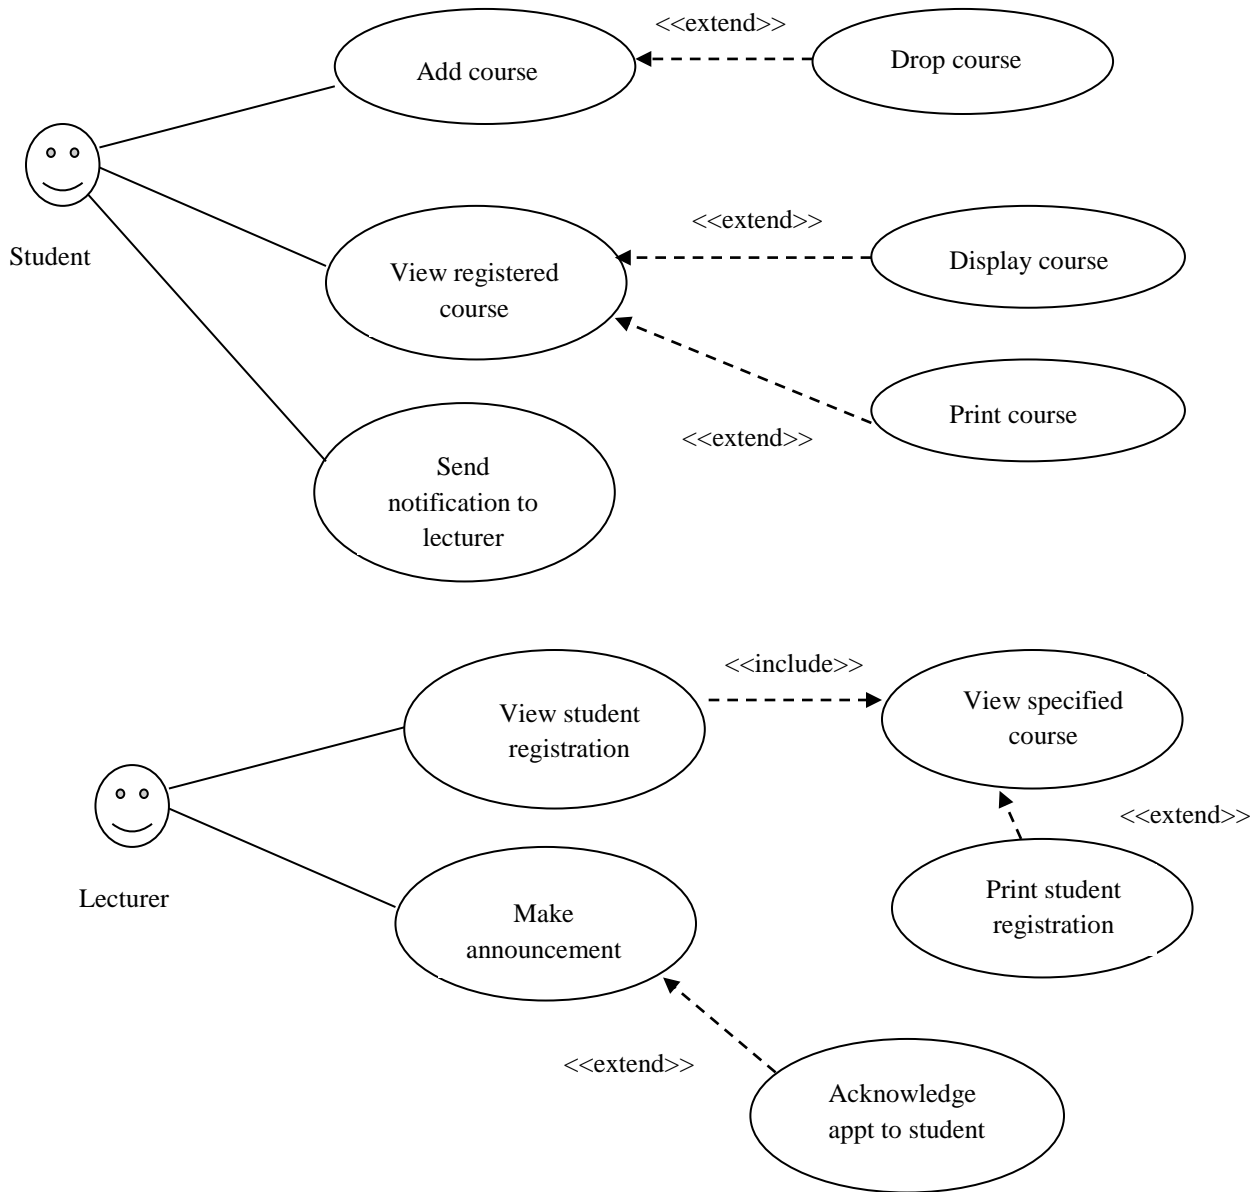 <<extend>>
Add course
Drop course
Student
View registered
course
<<extend>>
Display course
Print course
<<extend>>
Send
notification to
lecturer
<<include>>
View student
registration
View specified
course
<<extend>>
Lecturer
Make
announcement
Print student
registration
<<extend>>
Acknowledge
appt to student